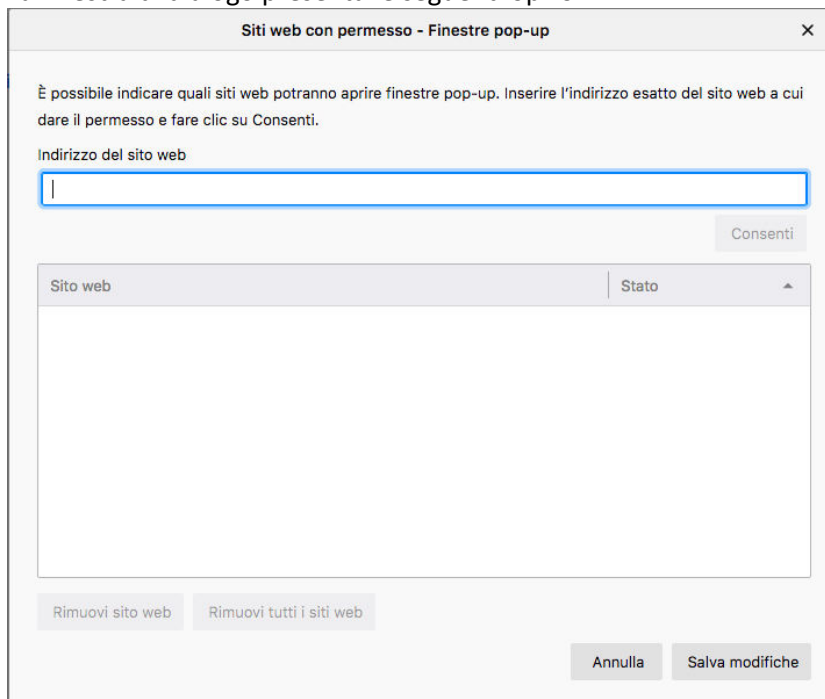 Siti web con permesso - Finestre pop-up
È possibile indicare quali siti web potranno aprire finestre pop-up. Inserire l'indirizzo esatto del sito web a cui
dare il permesso e fare clic su Consenti.
Indirizzo del sito web
Consenti
Sito web Stato
Rimuovi sito web Rimuovi tutti i siti web
Annulla Salva modifiche